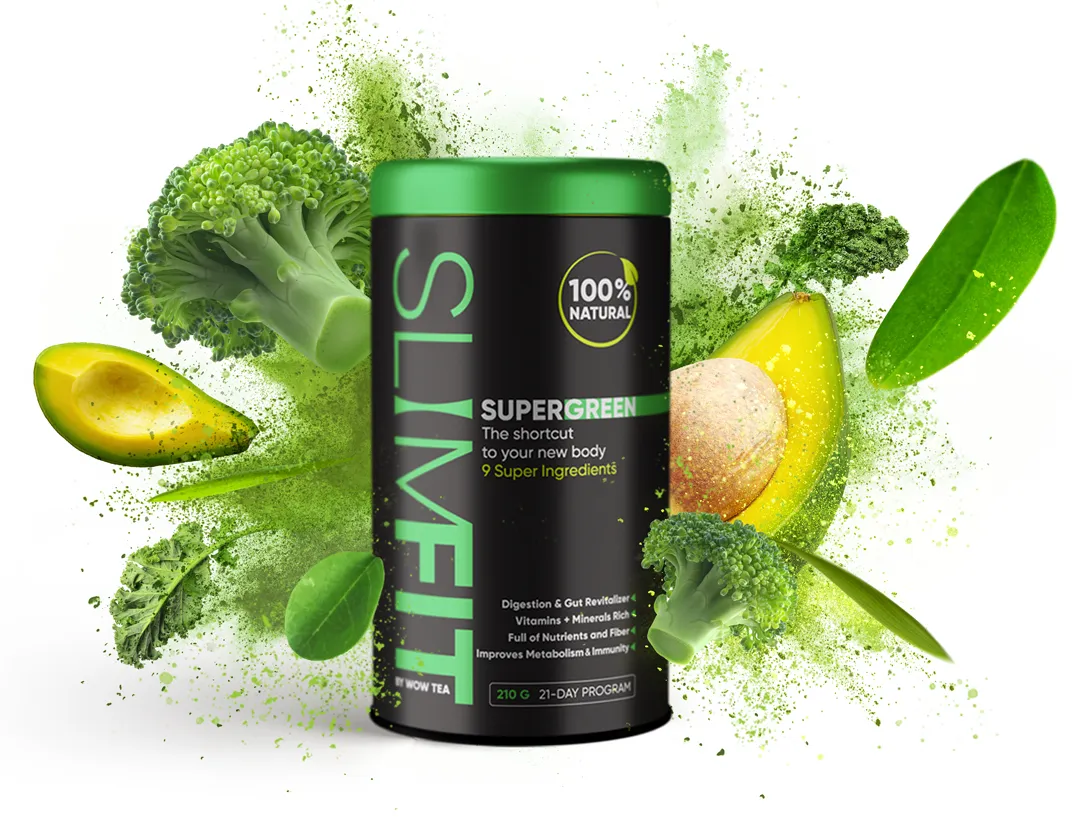 SLIMFIT
BY WOW TEA
100%
NATURAL
SUPERGREEN
The shortcut
to your new body
9 Super Ingredients
Digestion & Gut Revitalizer
Vitamins + Minerals Rich
Full of Nutrients and Fiber
Improves Metabolism & Immunity
210 G 21-DAY PROGRAM